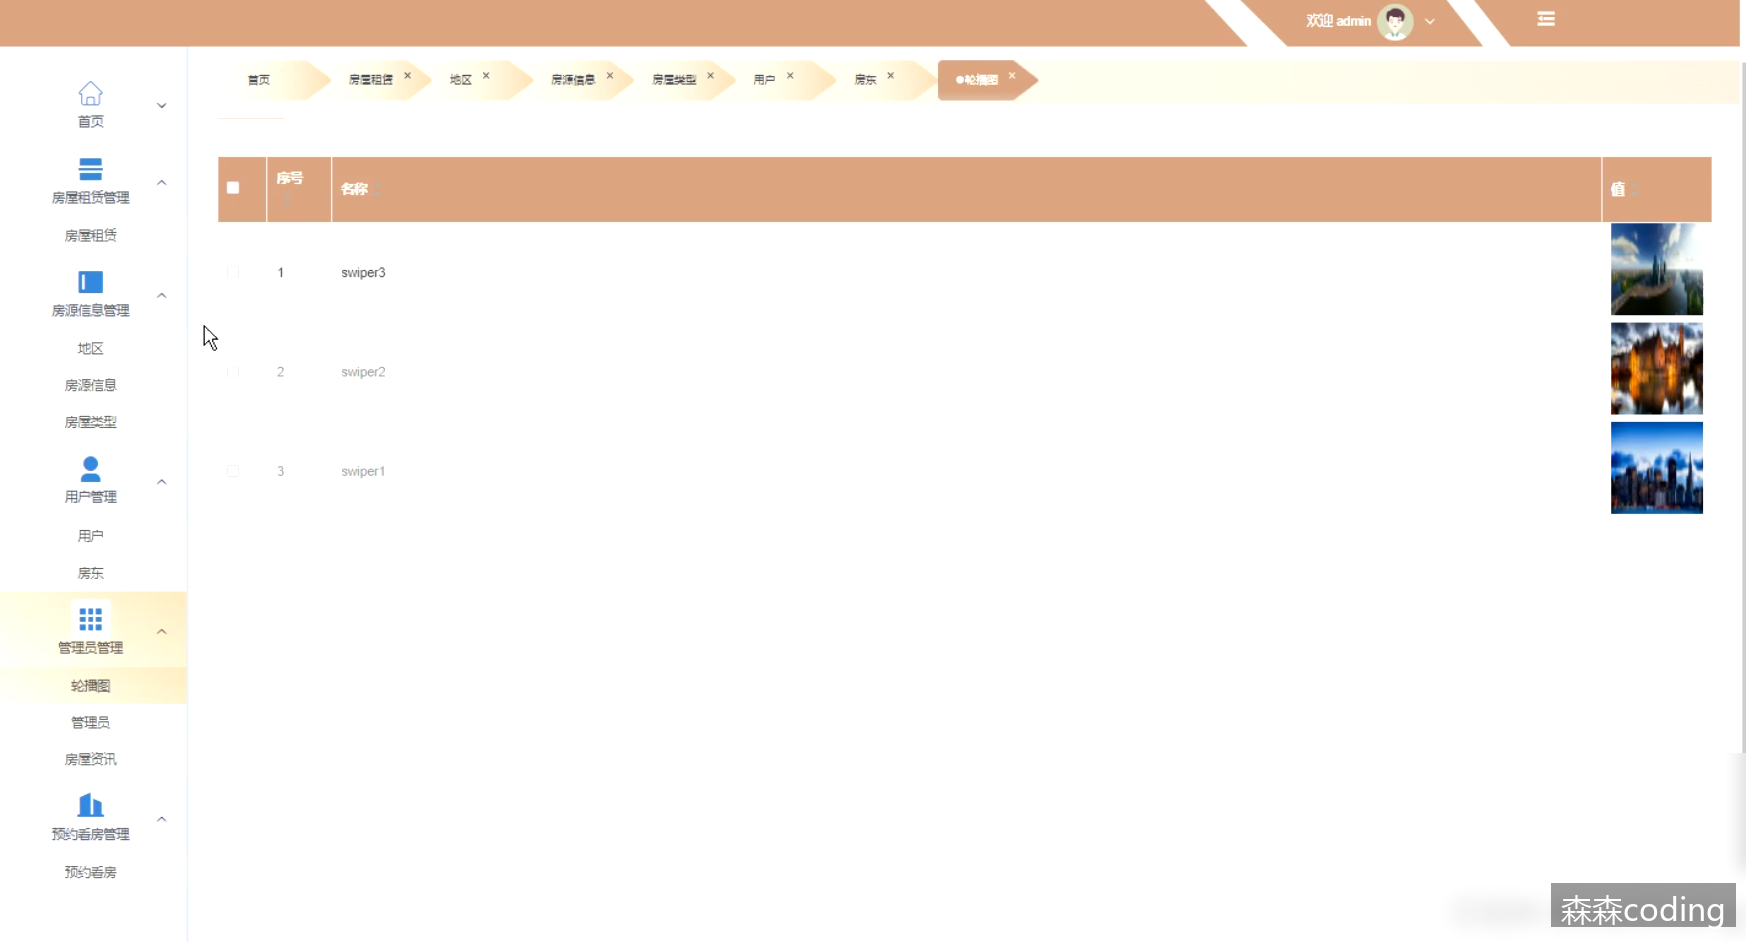 欢迎 admin
首页
房屋租赁
地区
房源信息
房屋类型
用户
房东
●轮播图
首页
房屋租赁管理
房屋租赁
房源信息管理
地区
房源信息
房屋类型
用户管理
用户
房东
管理员管理
轮播图
管理员
房屋资讯
预约看房管理
预约看房
序号 名称 值
1 swiper3
2 swiper2
3 swiper1
森森coding